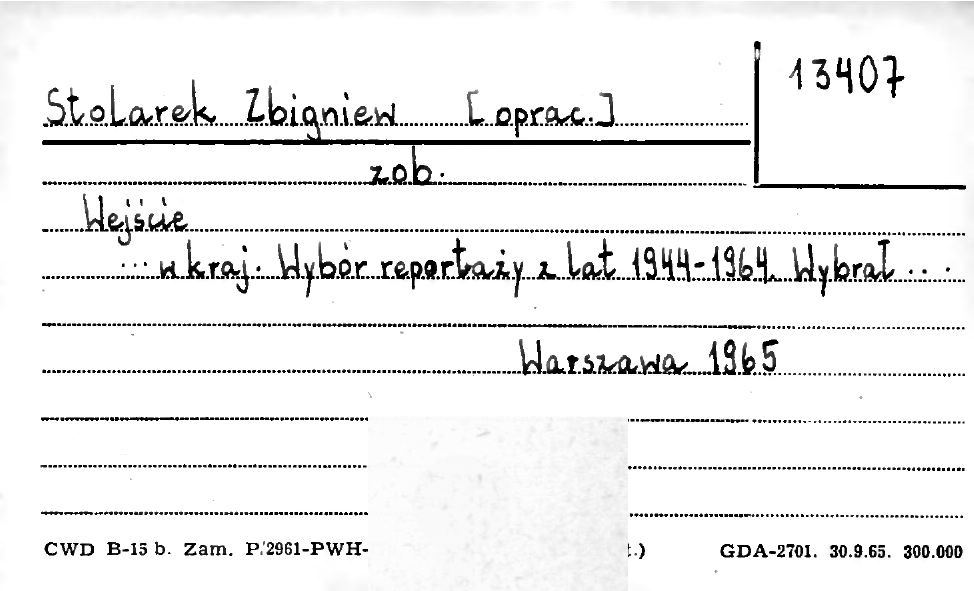 13407
Stolarek Zbigniew [oprac.]
zob.
Wejście
... w kraj. Wybór reportaży z lat 1944-1964. Wybrał ...
Warszawa 1965
CWD B-15 b. Zam. P/2961-PWH- .) GDA-2701. 30.9.65. 300.000